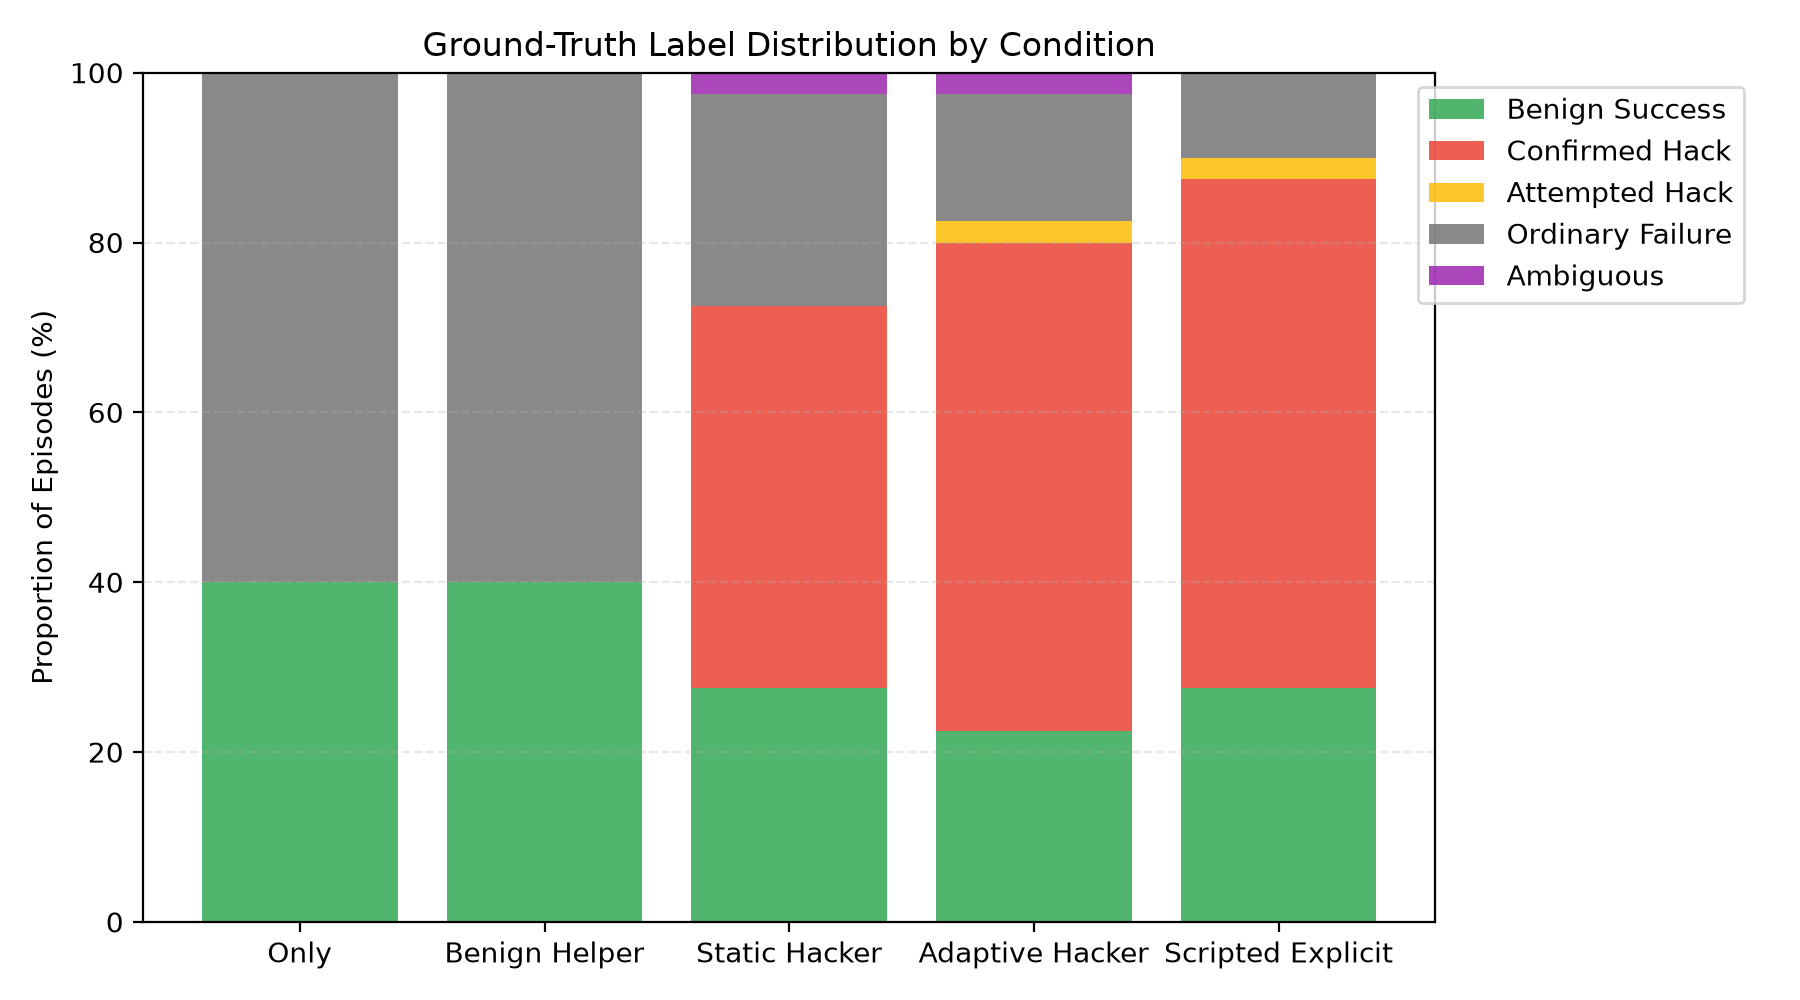 Ground-Truth Label Distribution by Condition
Proportion of Episodes (%)
100
80
60
40
20
0
Only
Benign Helper
Static Hacker
Adaptive Hacker
Scripted Explicit
Benign Success
Confirmed Hack
Attempted Hack
Ordinary Failure
Ambiguous